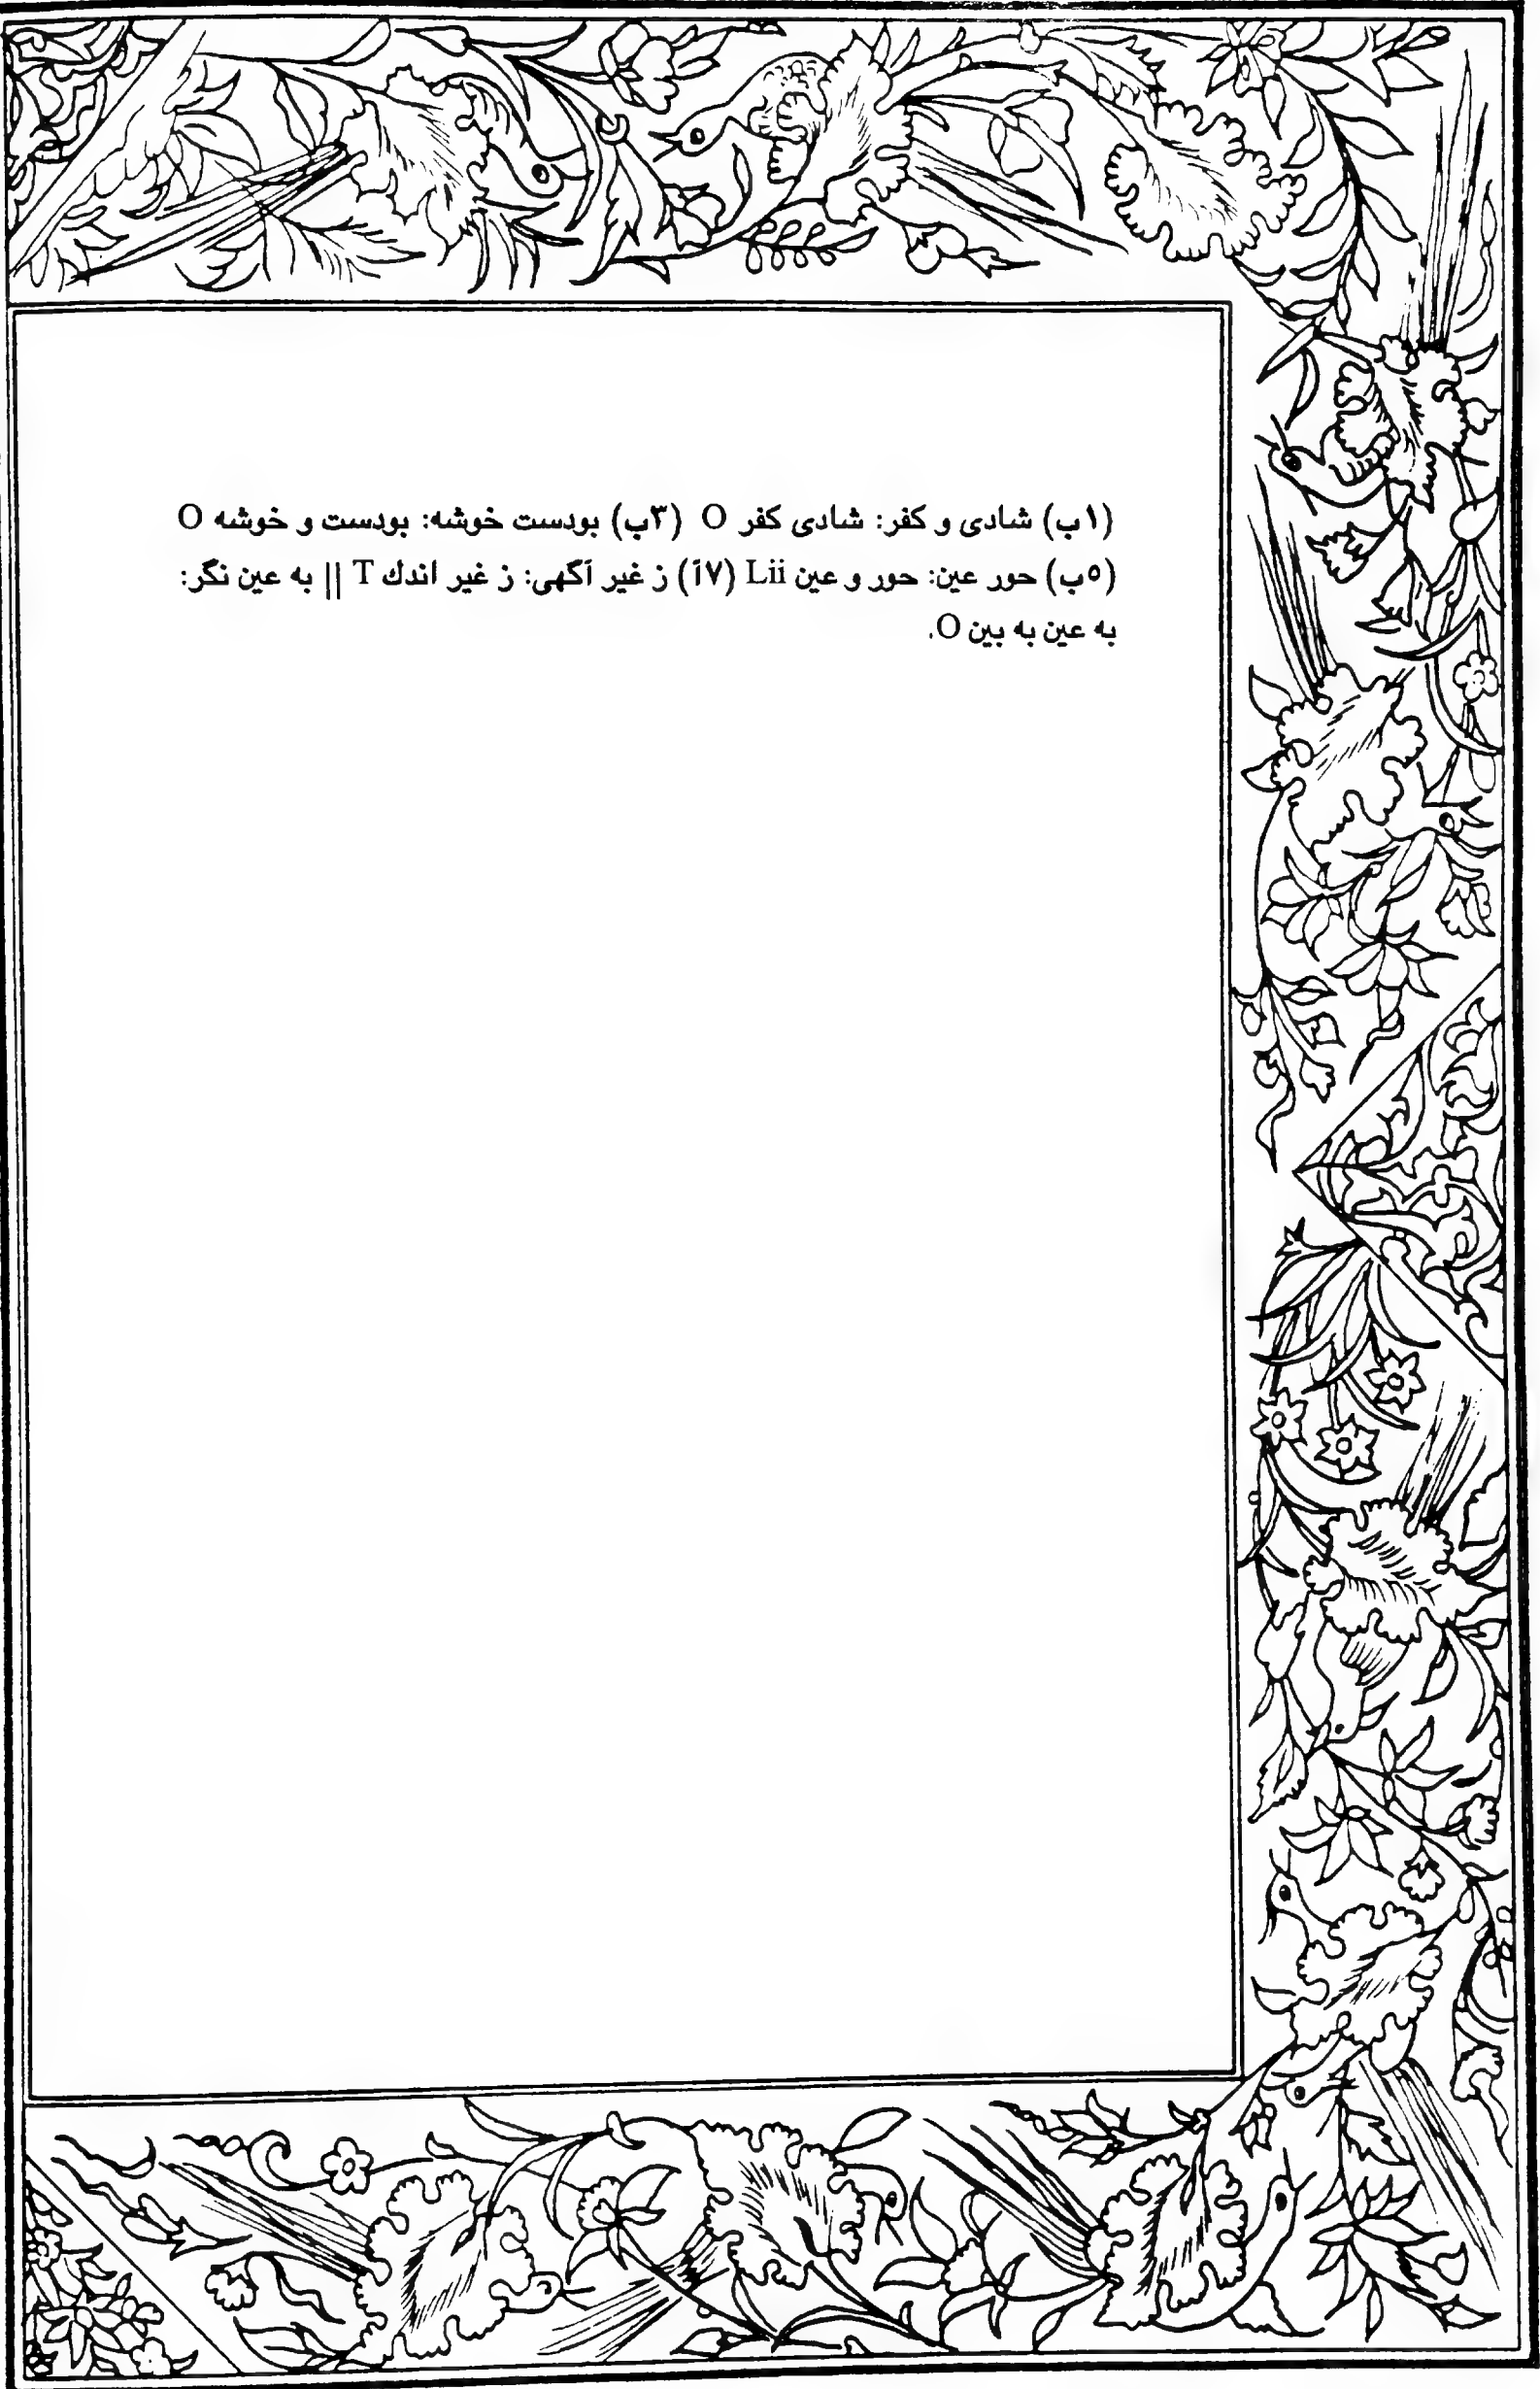 (۱ب) شادی و کفر: شادی کفر O (۳ب) بودست خوشه: بودست و خوشه O
(۵ب) حور عین: حور و عین Lii (۷آ) ز غیر آگهی: ز غیر اندك T || به عین نگر:
به عین به بین O.